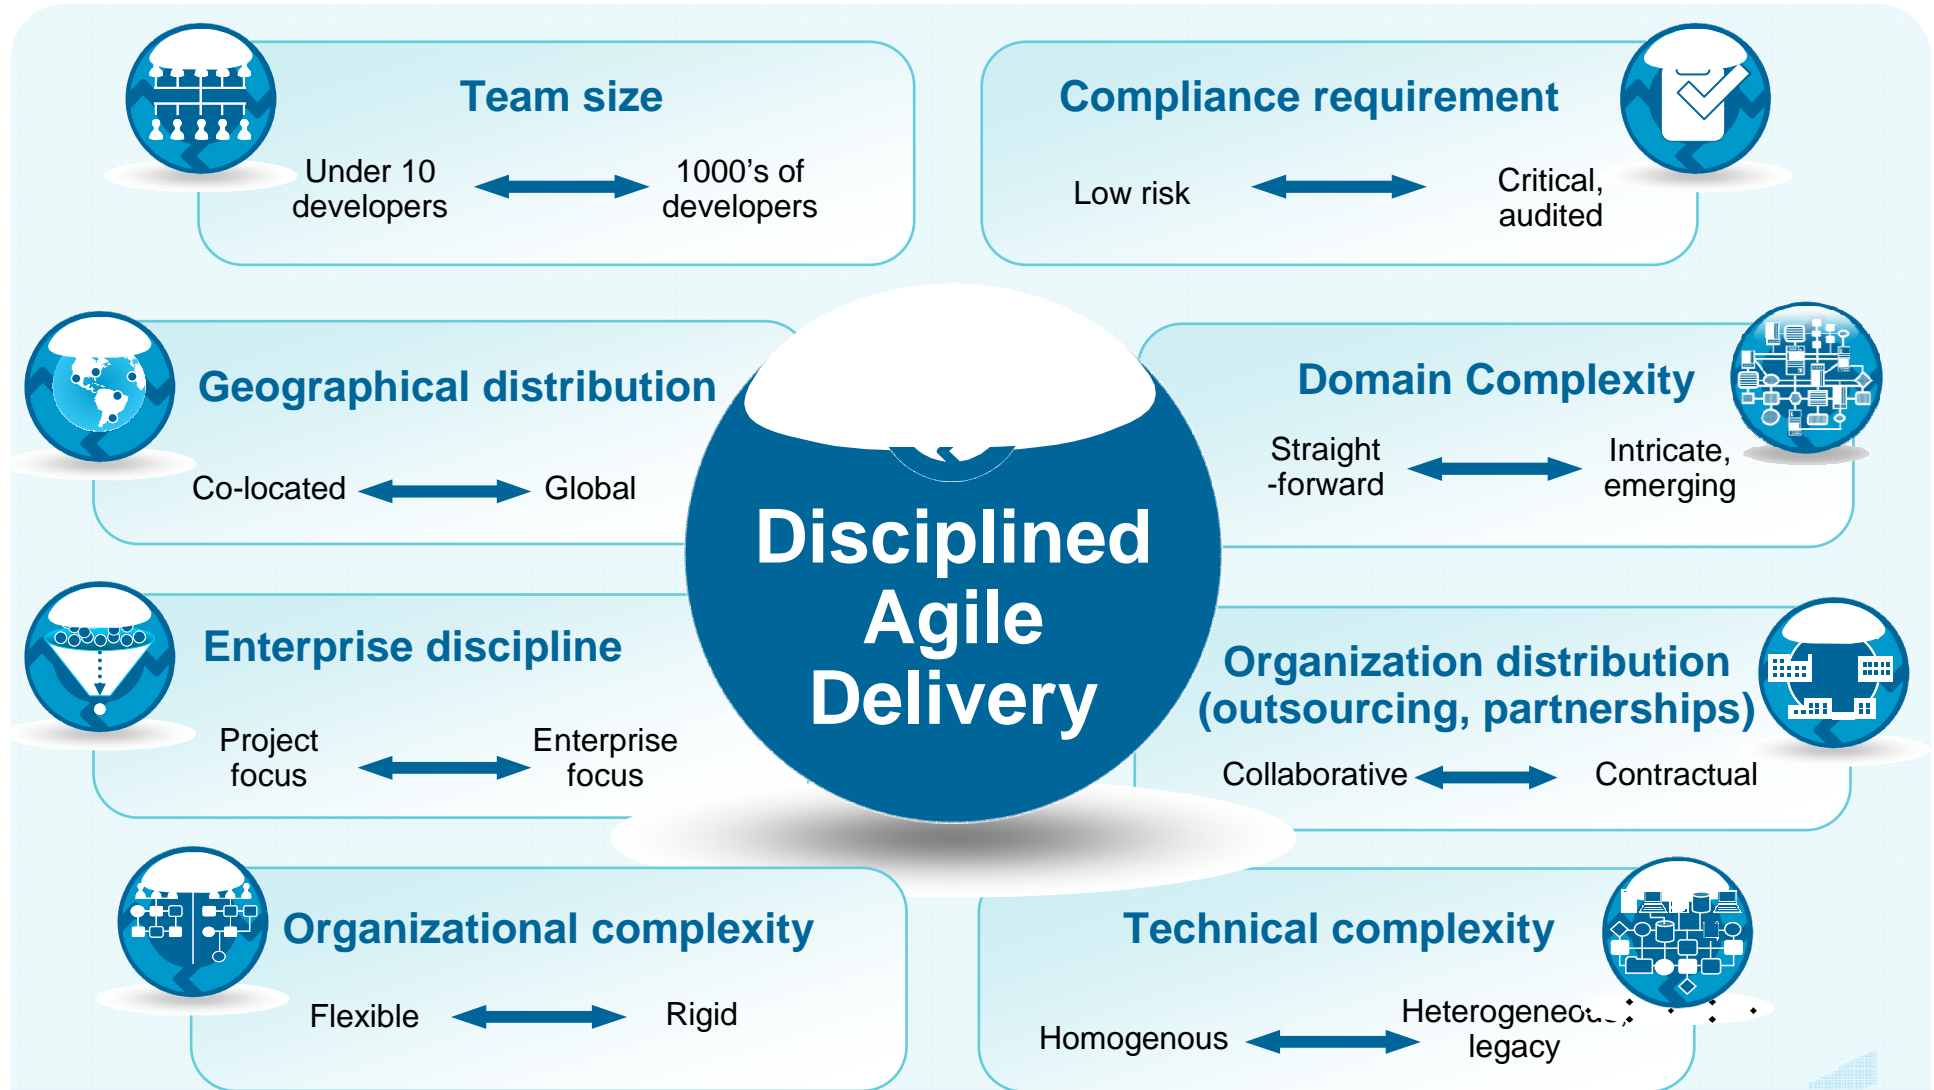 Team size
Under 10
developers
1000's of
developers
Compliance requirement
Low risk
Critical,
audited
Geographical distribution
Co-located
Global
Domain Complexity
Straight
-forward
Intricate,
emerging
Disciplined
Agile
Delivery
Enterprise discipline
Project
focus
Enterprise
focus
Organization distribution
(outsourcing, partnerships)
Collaborative
Contractual
Organizational complexity
Flexible
Rigid
Technical complexity
Homogenous
Heterogeneous,
legacy